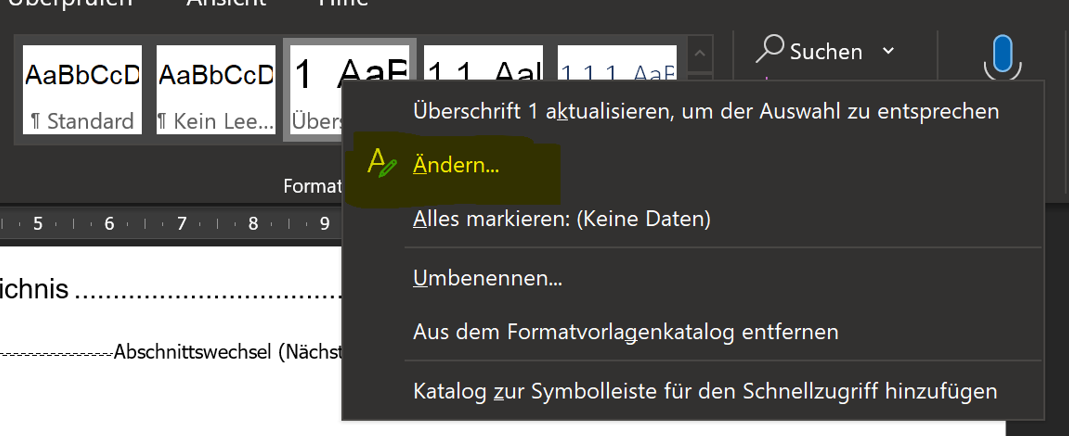 Überprüfen Ansicht Hilfe
AaBbCcD AaBbCcD 1 AaB 1.1 Aal 1.1.1 AaB
¶ Standard ¶ Kein Lee... Übers
Suchen
Format
Überschrift 1 aktualisieren, um der Auswahl zu entsprechen
Ändern...
Alles markieren: (Keine Daten)
Umbenennen...
Aus dem Formatvorlagenkatalog entfernen
Katalog zur Symbolleiste für den Schnellzugriff hinzufügen
5 6 7 8 9
ichnis ......................................
Abschnittswechsel (Nächst